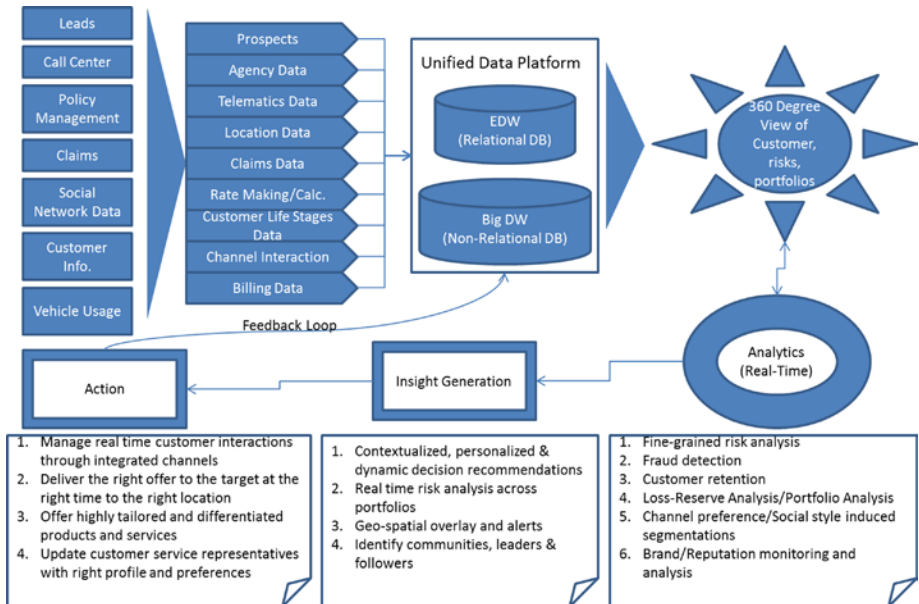 Leads
Call Center
Policy
Management
Claims
Social
Network Data
Customer
Info.
Vehicle Usage
Prospects
Agency Data
Telematics Data
Location Data
Claims Data
Rate Making/Calc.
Customer Life Stages
Data
Channel Interaction
Billing Data
Unified Data Platform
EDW
(Relational DB)
Big DW
(Non-Relational DB)
360 Degree
View of
Customer,
risks,
portfolios
Feedback Loop
Action
Insight Generation
Analytics
(Real-Time)
1. Manage real time customer interactions
through integrated channels
2. Deliver the right offer to the target at the
right time to the right location
3. Offer highly tailored and differentiated
products and services
4. Update customer service representatives
with right profile and preferences
1. Contextualized, personalized &
dynamic decision recommendations
2. Real time risk analysis across
portfolios
3. Geo-spatial overlay and alerts
4. Identify communities, leaders &
followers
1. Fine-grained risk analysis
2. Fraud detection
3. Customer retention
4. Loss-Reserve Analysis/Portfolio Analysis
5. Channel preference/Social style induced
segmentations
6. Brand/Reputation monitoring and
analysis